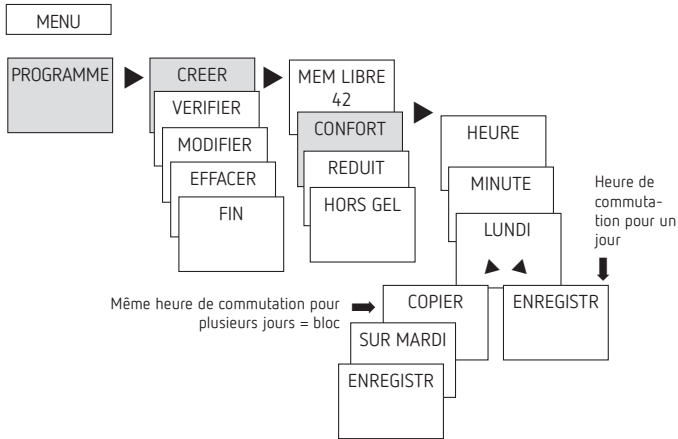 MENU
PROGRAMME
CREER
VERIFIER
MODIFIER
EFFACER
FIN
MEM LIBRE
42
CONFORT
REDUIT
HORS GEL
HEURE
MINUTE
LUNDI
Heure de
commuta-
tion pour un
jour
Même heure de commutation pour
plusieurs jours = bloc
COPIER
SUR MARDI
ENREGISTR
ENREGISTR